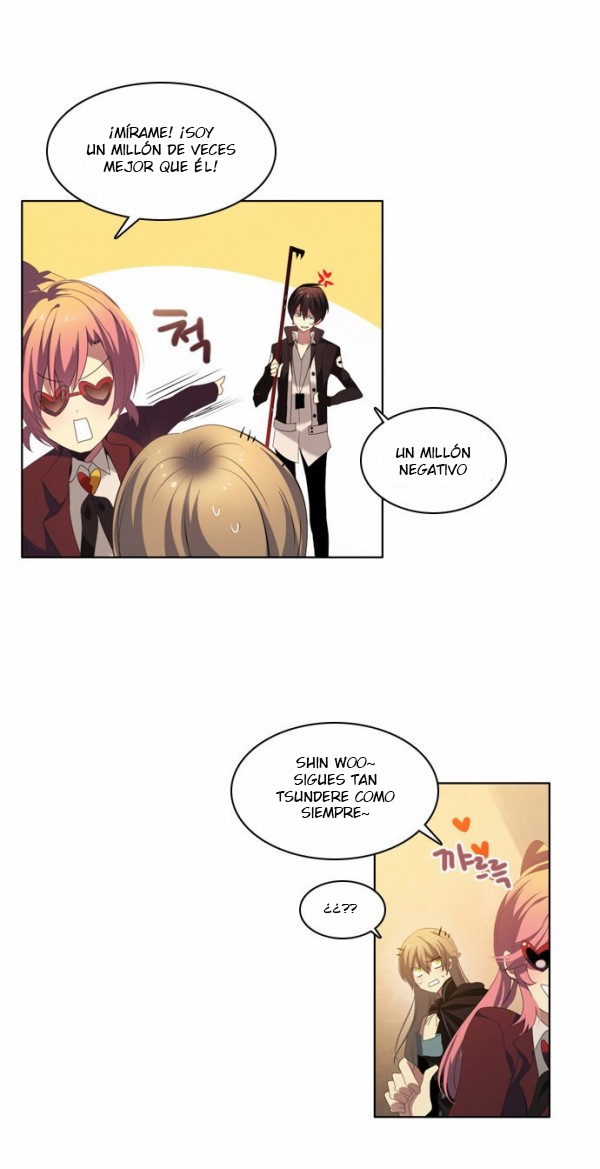 ¡MÍRAME! ¡SOY
UN MILLÓN DE VECES
MEJOR QUE ÉL!
척
UN MILLÓN
NEGATIVO
SHIN WOO~
SIGUES TAN
TSUNDERE COMO
SIEMPRE~
꺄르륵
¿¿??